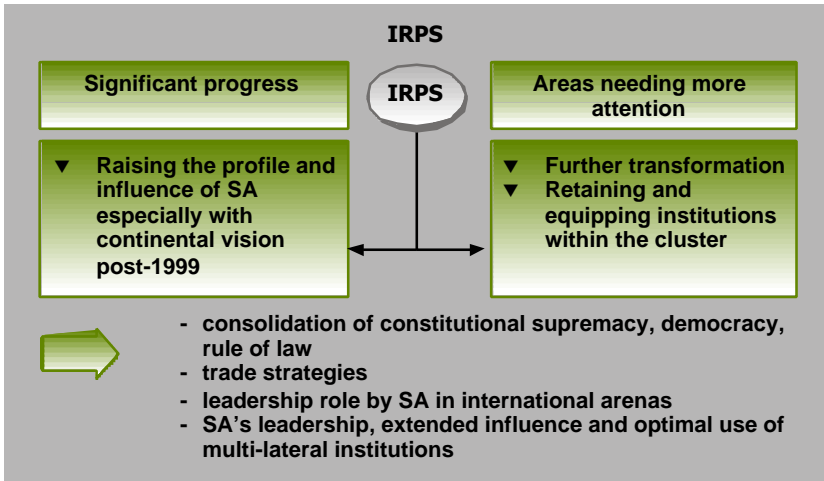 IRPS
Significant progress
IRPS
Areas needing more
attention
▼ Raising the profile and
influence of SA
especially with
continental vision
post-1999
▼ Further transformation
▼ Retaining and
equipping institutions
within the cluster
- consolidation of constitutional supremacy, democracy,
rule of law
- trade strategies
- leadership role by SA in international arenas
- SA's leadership, extended influence and optimal use of
multi-lateral institutions